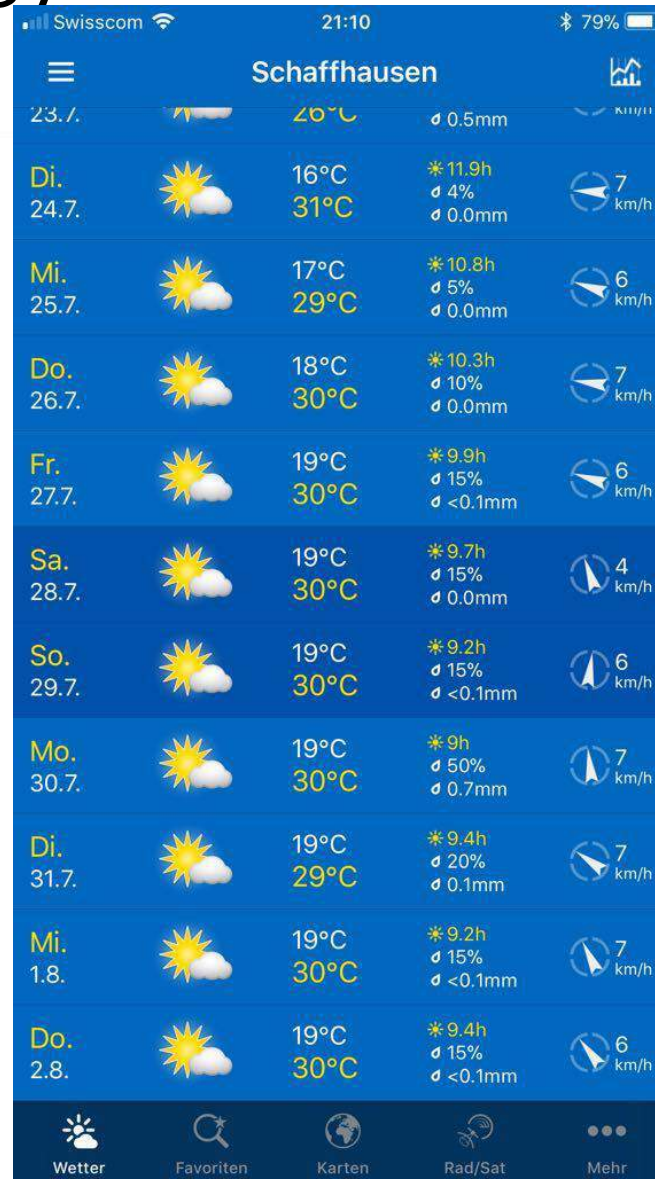 Swisscom 21:10 79%
Schaffhausen
23.7. 26°C 0.5mm km/h
Di. 16°C 11.9h 7
24.7. 31°C 4% km/h
0.0mm
Mi. 17°C 10.8h 6
25.7. 29°C 5% km/h
0.0mm
Do. 18°C 10.3h 7
26.7. 30°C 10% km/h
0.0mm
Fr. 19°C 9.9h 6
27.7. 30°C 15% km/h
<0.1mm
Sa. 19°C 9.7h 4
28.7. 30°C 15% km/h
0.0mm
So. 19°C 9.2h 6
29.7. 30°C 15% km/h
<0.1mm
Mo. 19°C 9h 7
30.7. 30°C 50% km/h
0.7mm
Di. 19°C 9.4h 7
31.7. 29°C 20% km/h
0.1mm
Mi. 19°C 9.2h 7
1.8. 30°C 15% km/h
<0.1mm
Do. 19°C 9.4h 6
2.8. 30°C 15% km/h
<0.1mm
Wetter Favoriten Karten Rad/Sat Mehr